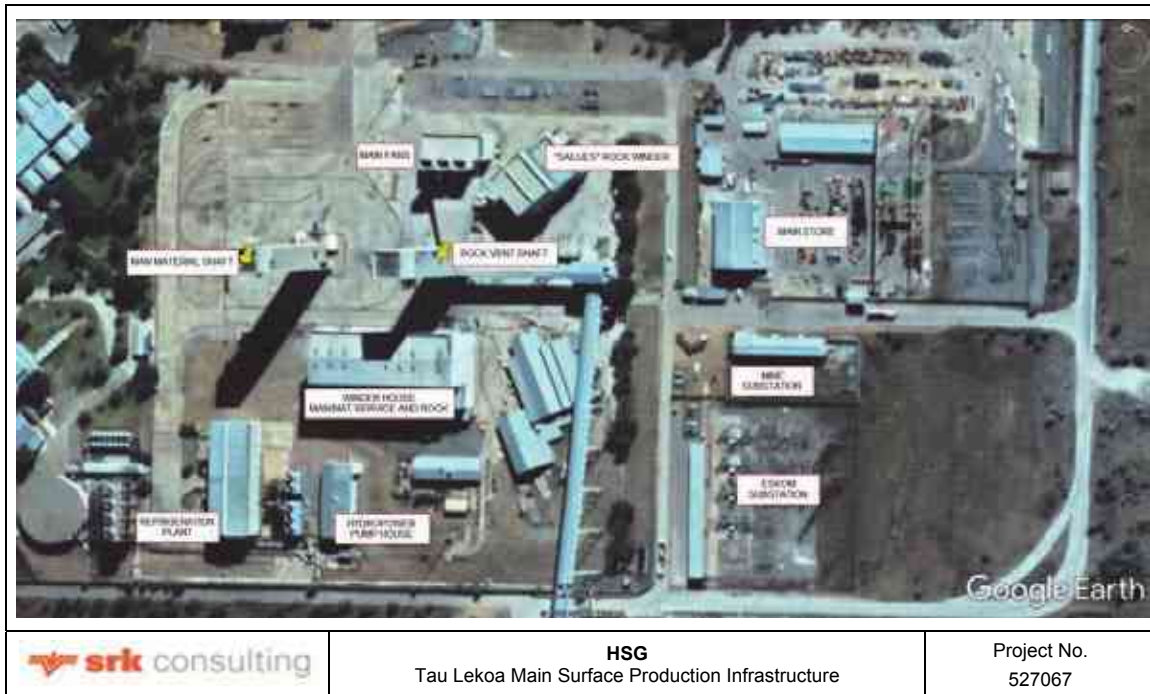 MAIN FANS
"SALLIES" ROCK WINDER
MAN MATERIAL SHAFT
ROCK VENT SHAFT
MAIN STORE
MINE
SUBSTATION
WINDER HOUSE
MAN/MAT SERVICE AND ROCK
ESKOM
SUBSTATION
REFRIGERATION
PLANT
HYDROPOWER
PUMP HOUSE
Google Earth
srk consulting
HSG
Tau Lekoa Main Surface Production Infrastructure
Project No.
527067